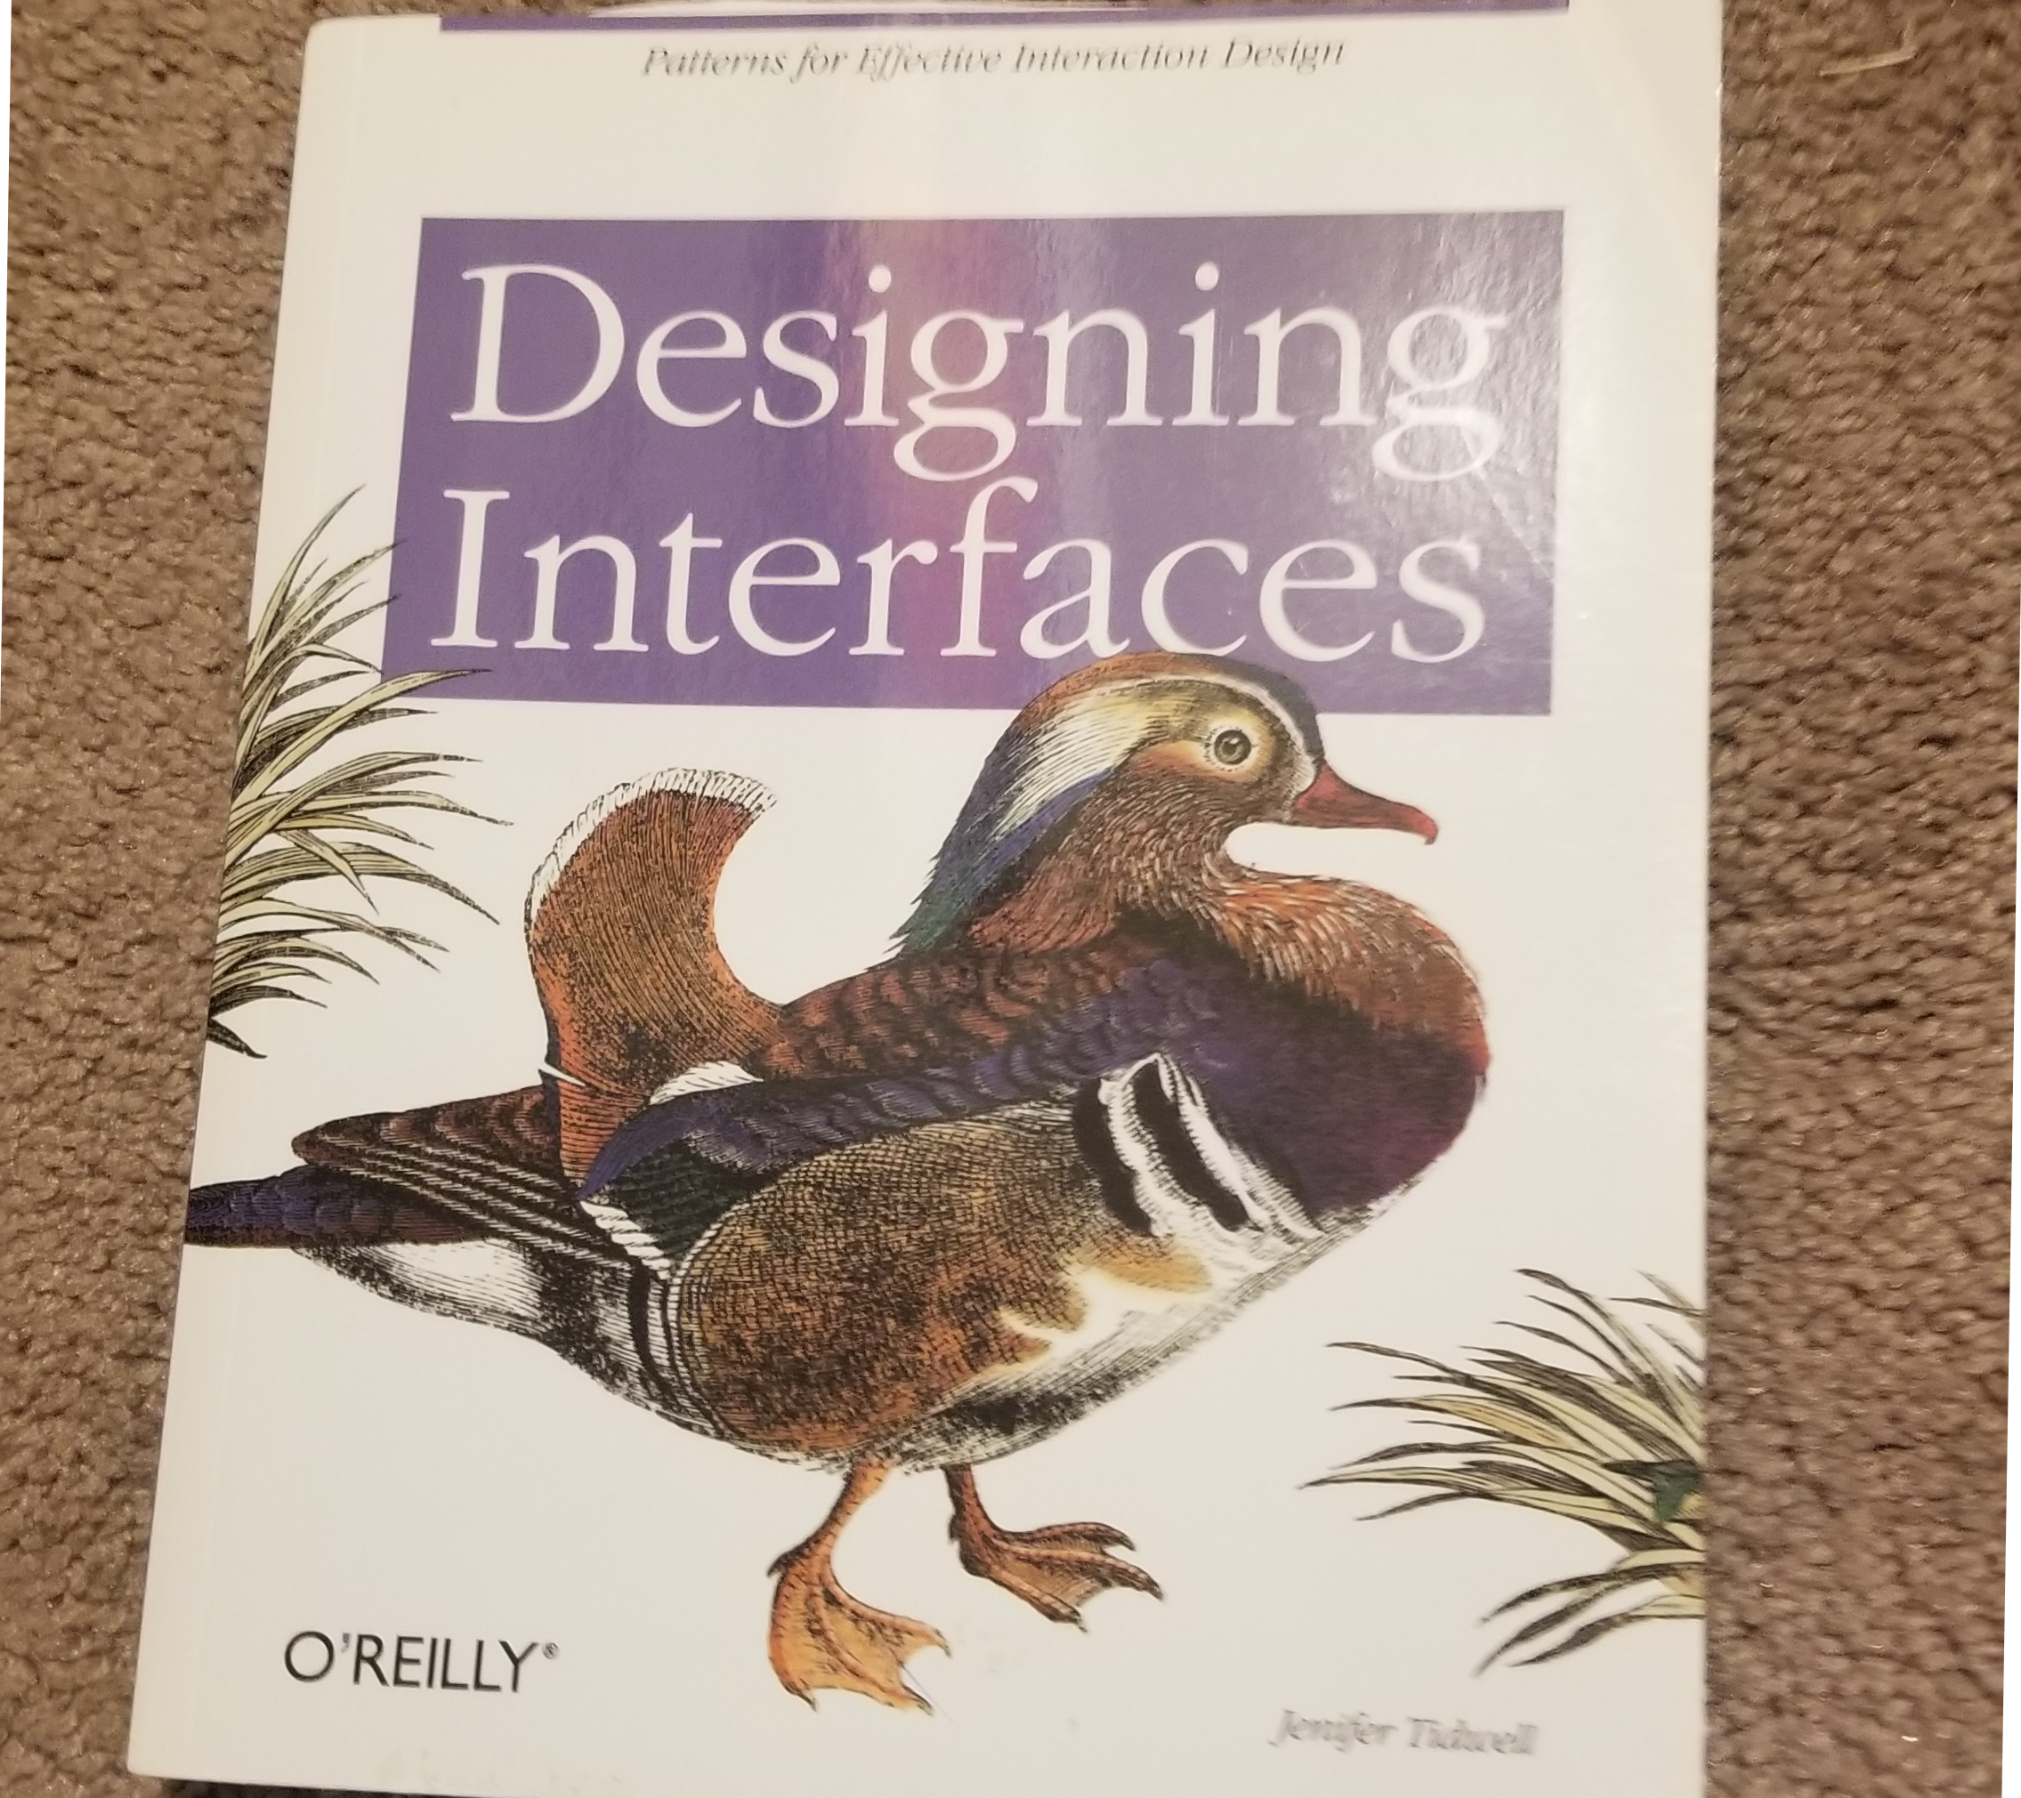 Patterns for Effective Interaction Design
Designing
Interfaces
O'REILLY®
Jenifer Tidwell